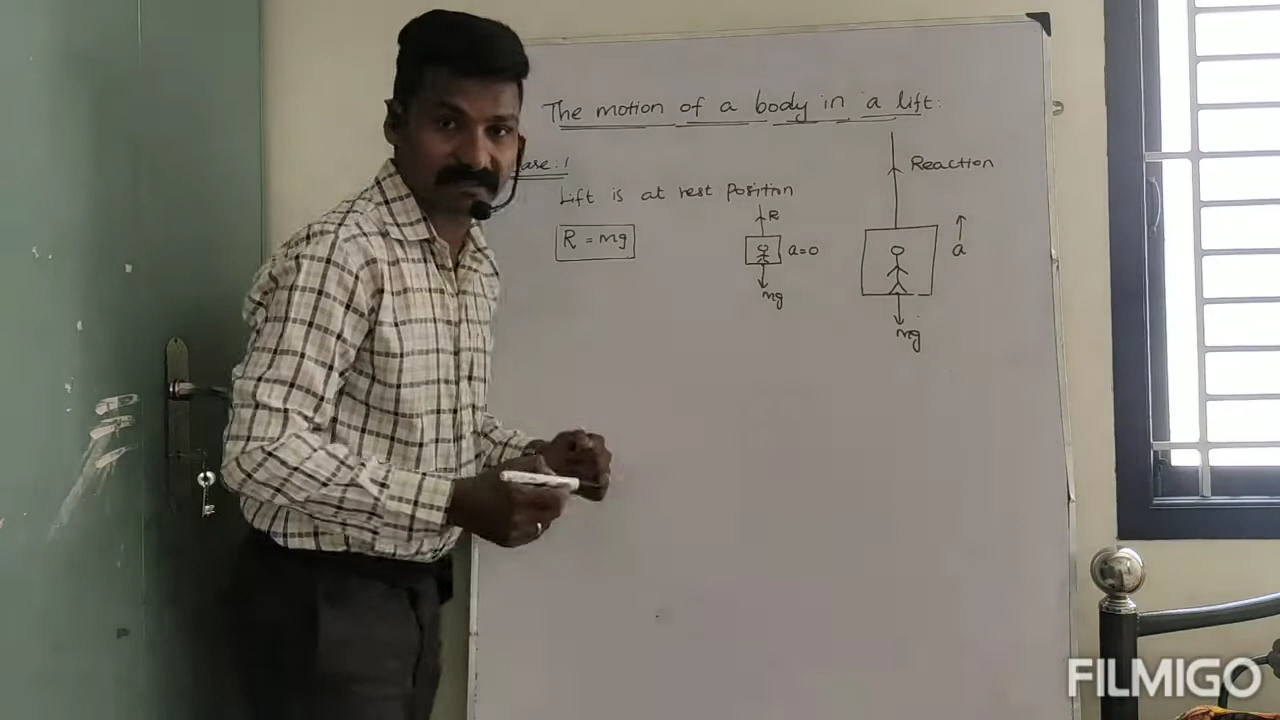 The motion of a body in a lift:
ase:1
Reaction
Lift is at rest Position
R
R = mg
a=0
a
mg
mg
FILMIGO